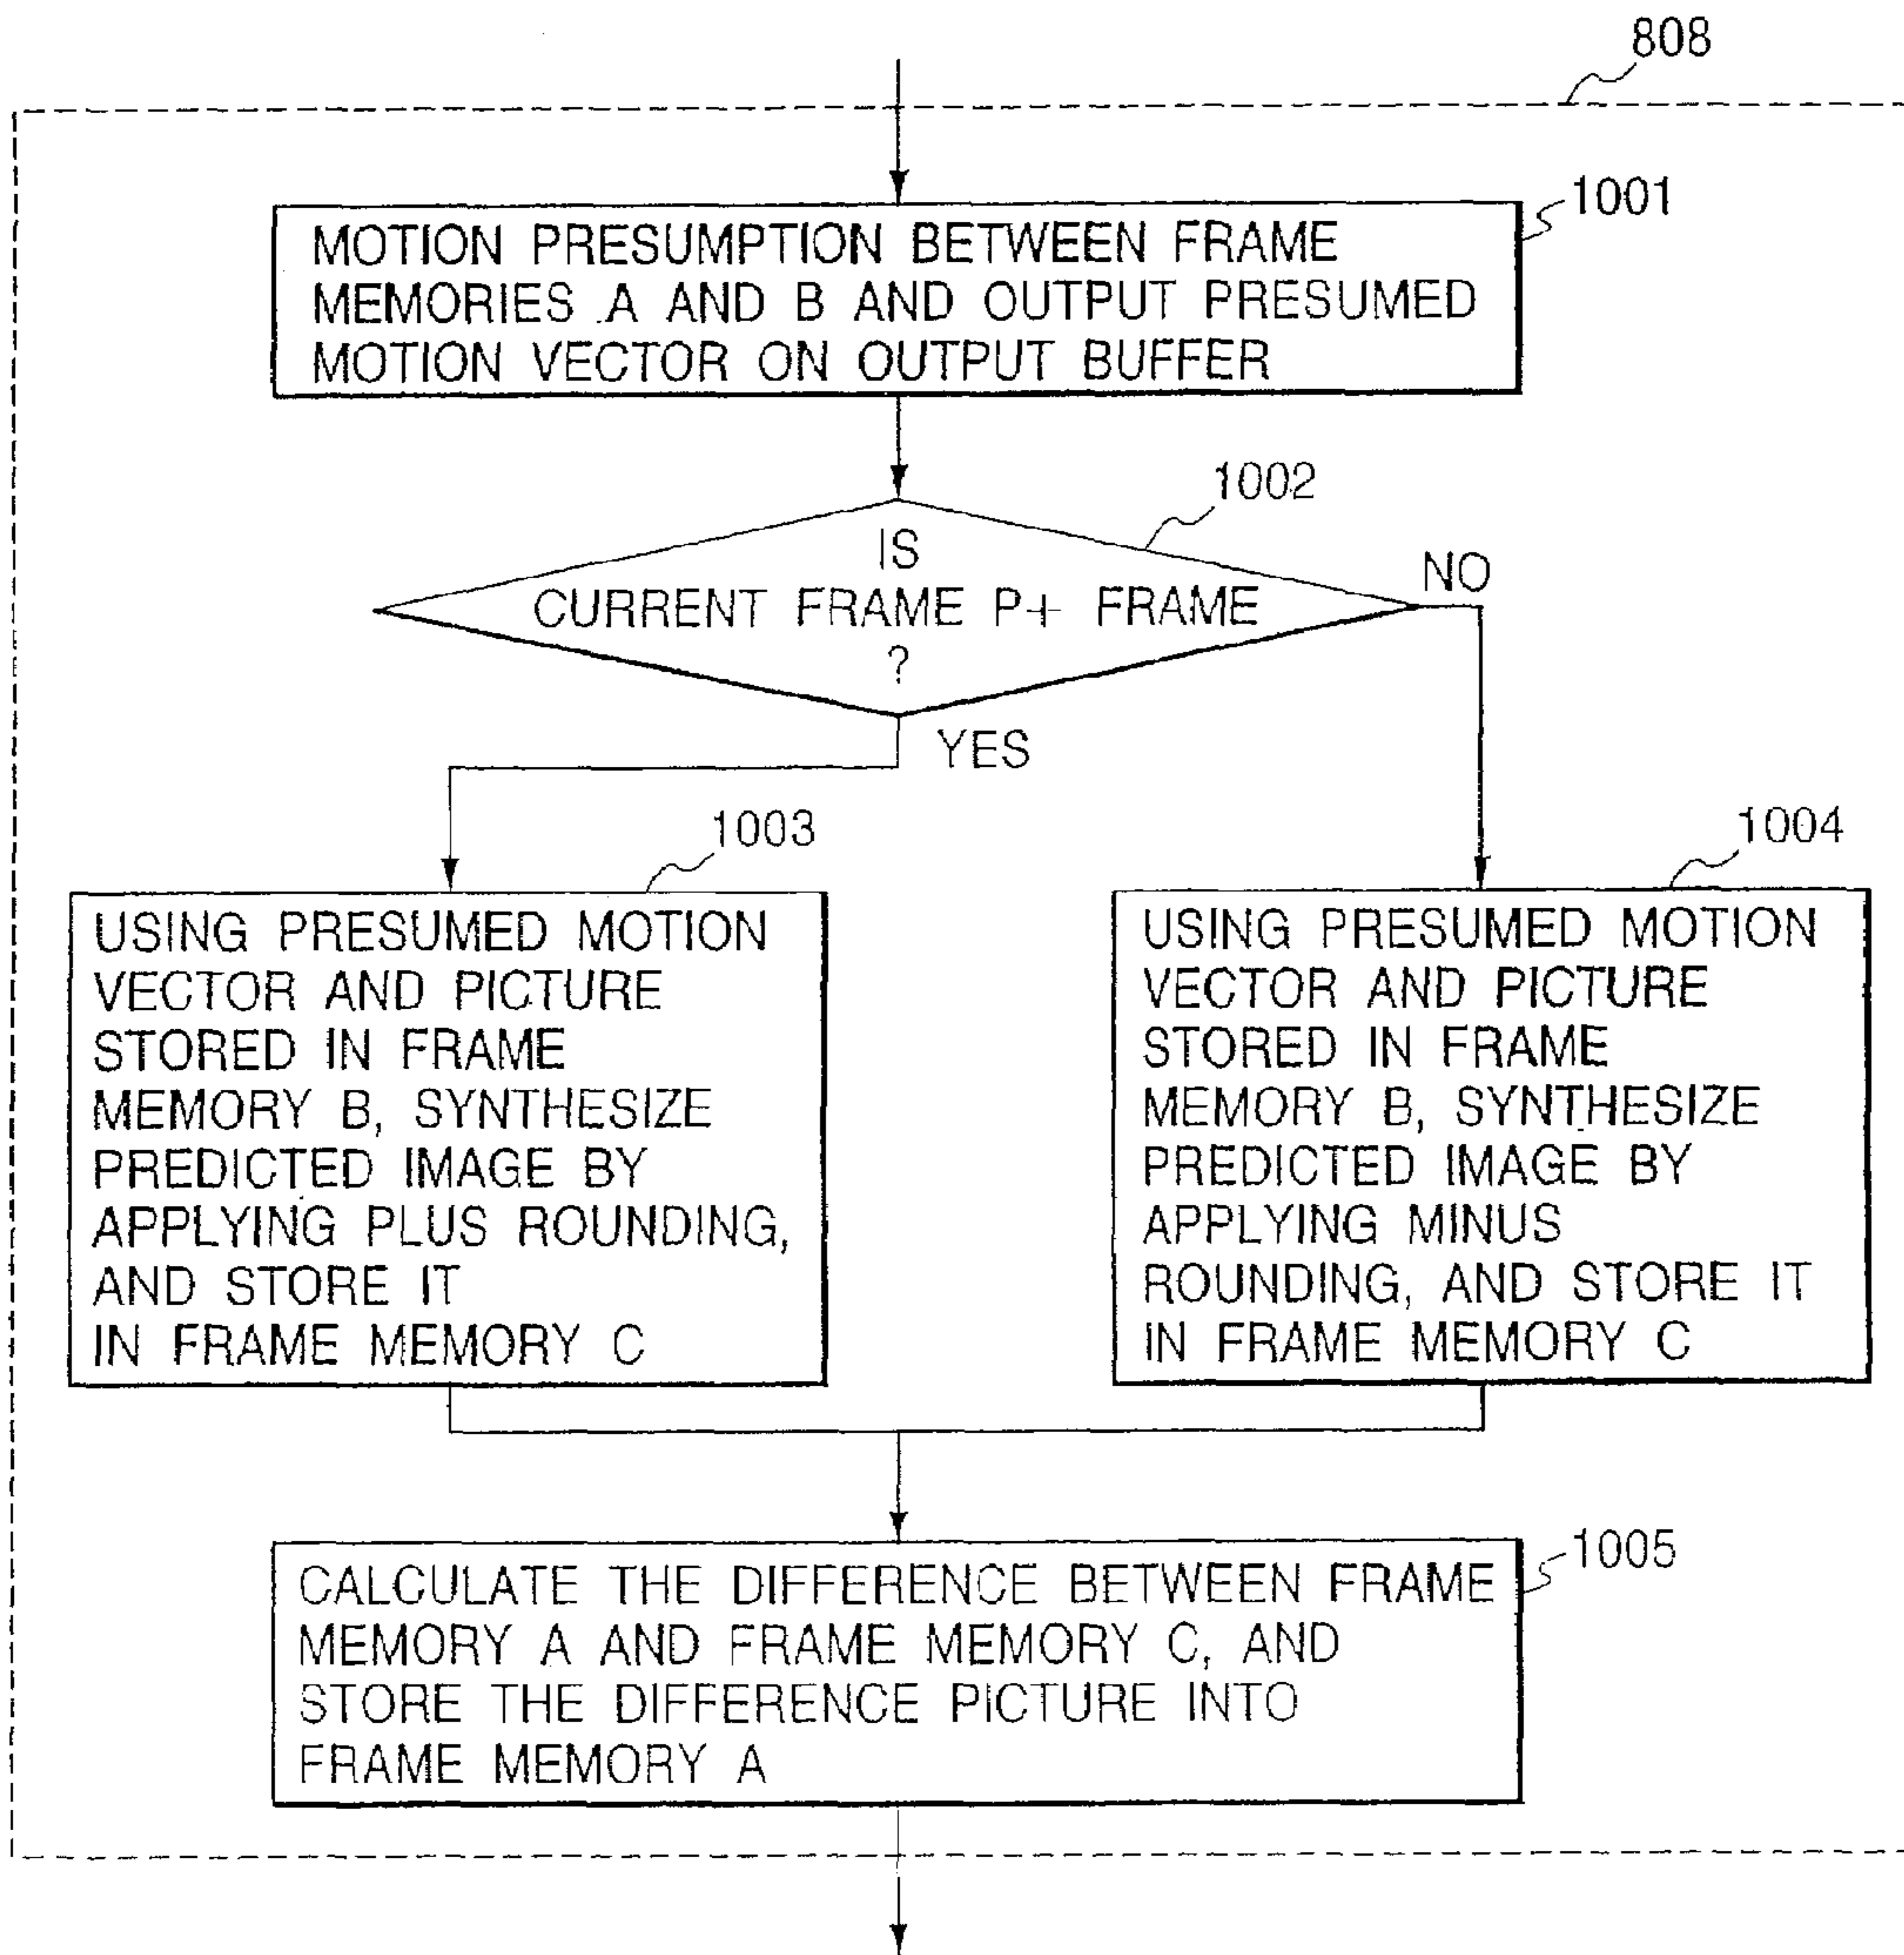 808
1001
MOTION PRESUMPTION BETWEEN FRAME
MEMORIES A AND B AND OUTPUT PRESUMED
MOTION VECTOR ON OUTPUT BUFFER
1002
IS
CURRENT FRAME P+ FRAME
?
NO
YES
1003
USING PRESUMED MOTION
VECTOR AND PICTURE
STORED IN FRAME
MEMORY B, SYNTHESIZE
PREDICTED IMAGE BY
APPLYING PLUS ROUNDING,
AND STORE IT
IN FRAME MEMORY C
1004
USING PRESUMED MOTION
VECTOR AND PICTURE
STORED IN FRAME
MEMORY B, SYNTHESIZE
PREDICTED IMAGE BY
APPLYING MINUS
ROUNDING, AND STORE IT
IN FRAME MEMORY C
1005
CALCULATE THE DIFFERENCE BETWEEN FRAME
MEMORY A AND FRAME MEMORY C, AND
STORE THE DIFFERENCE PICTURE INTO
FRAME MEMORY A